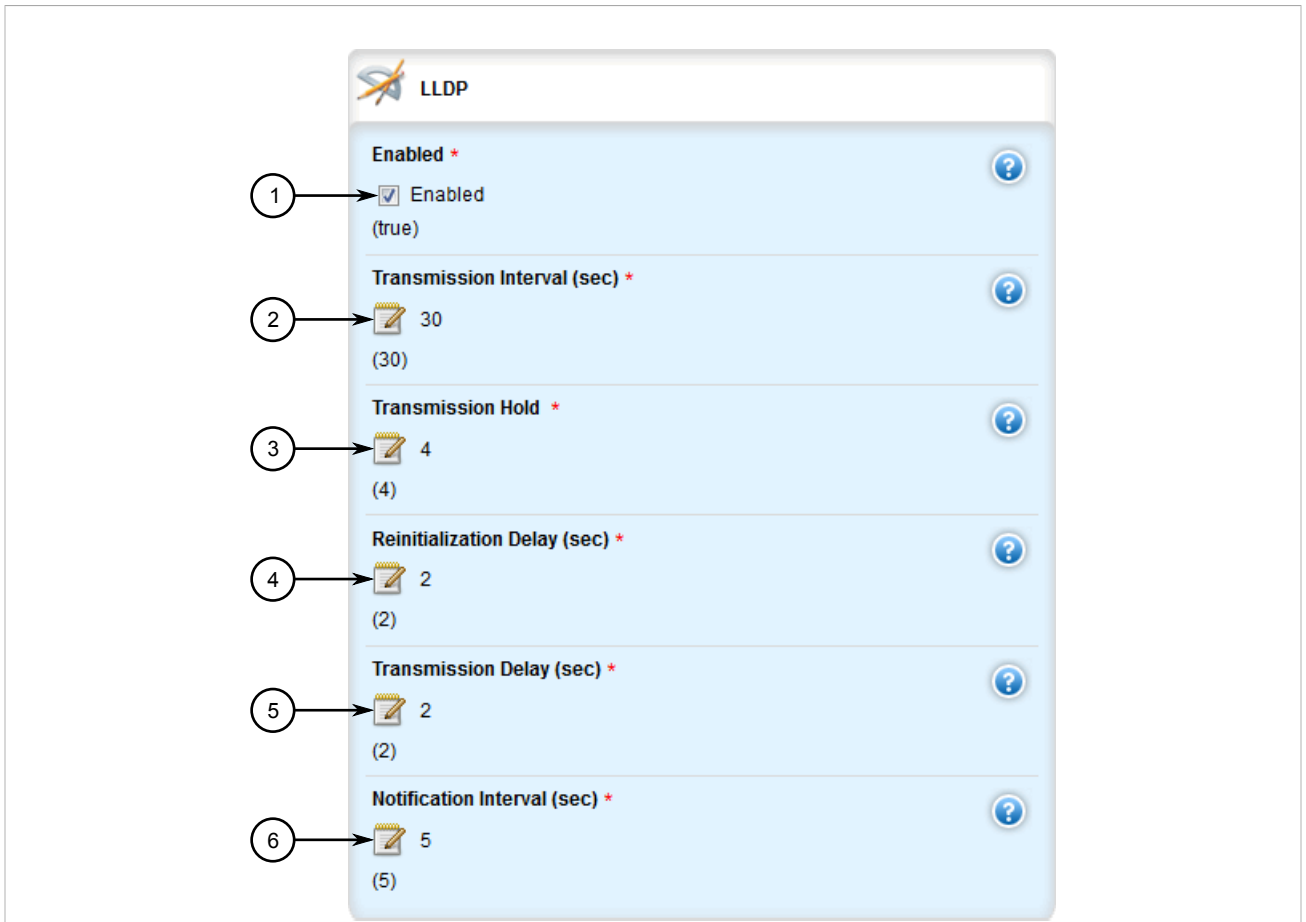 LLDP
Enabled *
1
Enabled
(true)
Transmission Interval (sec) *
2
30
(30)
Transmission Hold *
3
4
(4)
Reinitialization Delay (sec) *
4
2
(2)
Transmission Delay (sec) *
5
2
(2)
Notification Interval (sec) *
6
5
(5)